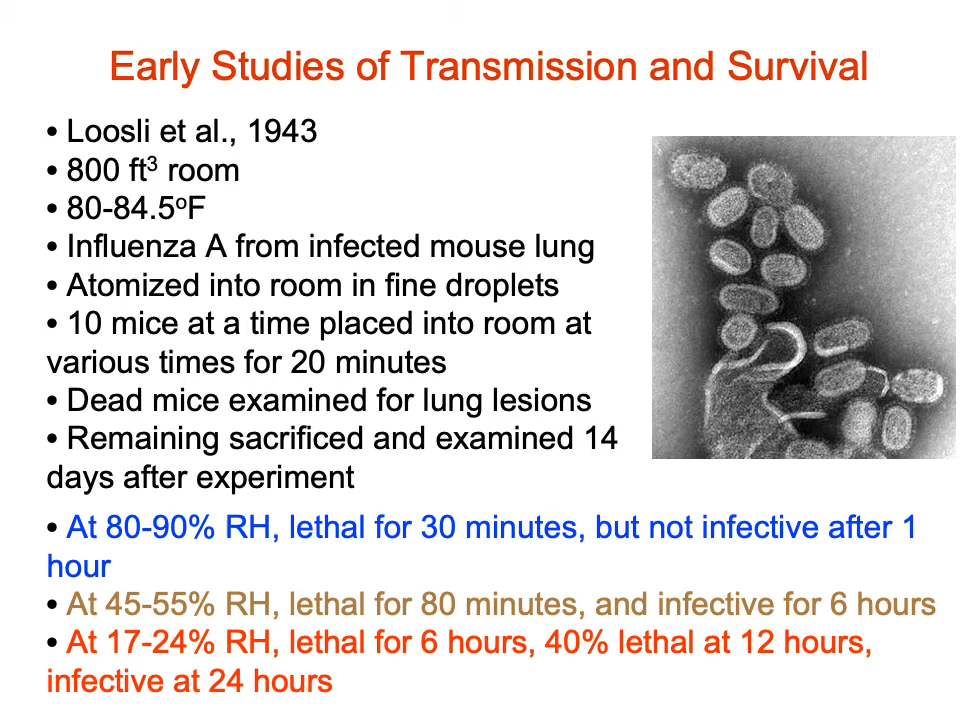 Early Studies of Transmission and Survival
• Loosli et al., 1943
• 800 ft³ room
• 80-84.5ºF
• Influenza A from infected mouse lung
• Atomized into room in fine droplets
• 10 mice at a time placed into room at
various times for 20 minutes
• Dead mice examined for lung lesions
• Remaining sacrificed and examined 14
days after experiment
• At 80-90% RH, lethal for 30 minutes, but not infective after 1
hour
• At 45-55% RH, lethal for 80 minutes, and infective for 6 hours
• At 17-24% RH, lethal for 6 hours, 40% lethal at 12 hours,
infective at 24 hours